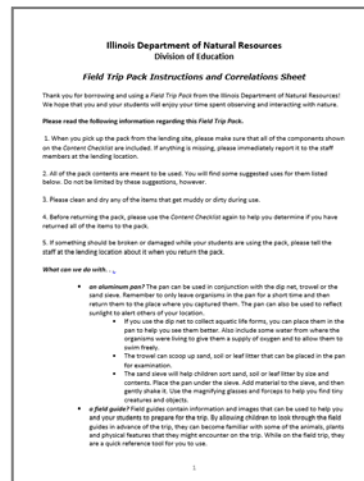 Illinois Department of Natural Resources
Division of Education
Field Trip Pack Instructions and Correlations Sheet
Thank you for borrowing and using a Field Trip Pack from the Illinois Department of Natural Resources!
We hope that you and your students will enjoy your time spent observing and interacting with nature.
Please read the following information regarding this Field Trip Pack.
1. When you pick up the pack from the lending site, please make sure that all of the components shown
on the Content Checklist are included. If anything is missing, please immediately report it to the staff
members at the lending location.
2. All of the pack contents are meant to be used. You will find some suggested uses for them listed
below. Do not be limited by these suggestions, however.
3. Please clean and dry any of the items that get muddy or dirty during use.
4. Before returning the pack, please use the Content Checklist again to help you determine if you have
returned all of the items to the pack.
5. If something should be broken or damaged while your students are using the pack, please tell the
staff at the lending location about it when you return the pack.
What can we do with. . .
▪ an aluminum pan? The pan can be used in conjunction with the dip net, trowel or the
sand sieve. Remember to only leave organisms in the pan for a short time and then
return them to the place where you captured them. The pan can also be used to reflect
sunlight to alert others of your location.
▪ If you use the dip net to collect aquatic life forms, you can place them in the
pan to help you see them better. Also include some water from where the
organisms were living to give them a supply of oxygen and to allow them to
swim freely.
▪ The trowel can scoop up sand, soil or leaf litter that can be placed in the pan
for examination.
▪ The sand sieve will help children sort sand, soil or leaf litter by size and
contents. Place the pan under the sieve. Add material to the sieve, and then
gently shake it. Use the magnifying glasses and forceps to help you find tiny
creatures and objects.
▪ a field guide? Field guides contain information and images that can be used to help you
and your students to prepare for the trip. By allowing children to look through the field
guides in advance of the trip, they can become familiar with some of the animals, plants
and physical features that they might encounter on the trip. While on the field trip, they
are a quick reference tool for you to use.
1